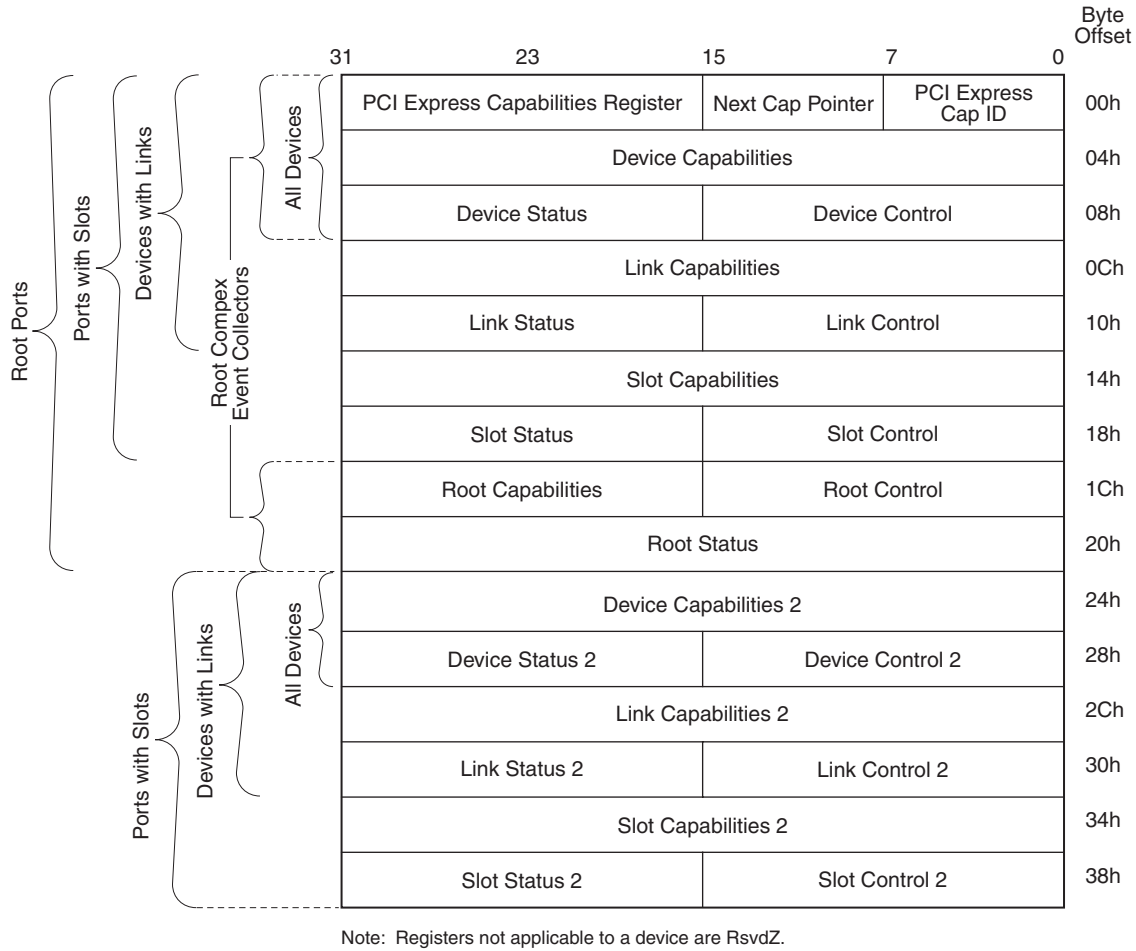 Byte
Offset
31 23 15 7 0
PCI Express Capabilities Register Next Cap Pointer PCI Express
Cap ID 00h
Device Capabilities 04h
Device Status Device Control 08h
Link Capabilities 0Ch
Link Status Link Control 10h
Slot Capabilities 14h
Slot Status Slot Control 18h
Root Capabilities Root Control 1Ch
Root Status 20h
Device Capabilities 2 24h
Device Status 2 Device Control 2 28h
Link Capabilities 2 2Ch
Link Status 2 Link Control 2 30h
Slot Capabilities 2 34h
Slot Status 2 Slot Control 2 38h
Root Ports
Ports with Slots
Devices with Links
Root Compex
Event Collectors
All Devices
Ports with Slots
Devices with Links
All Devices
Note: Registers not applicable to a device are RsvdZ.